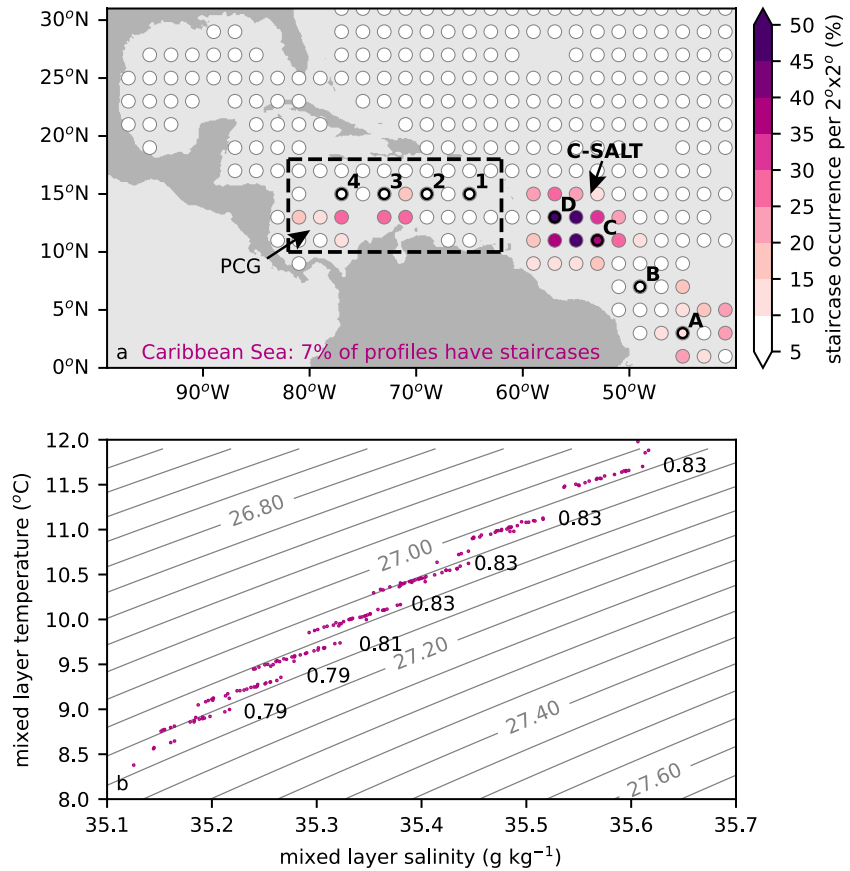 30°N
25°N
20°N
15°N
10°N
5°N
0°N
90°W
80°W
70°W
60°W
50°W
C-SALT
4
3
2
1
D
C
PCG
B
A
a Caribbean Sea: 7% of profiles have staircases
50
45
40
35
30
25
20
15
10
5
staircase occurrence per 2°x2° (%)
12.0
11.5
11.0
10.5
10.0
9.5
9.0
8.5
8.0
mixed layer temperature (°C)
0.83
26.80
0.83
27.00
0.83
0.83
0.81
27.20
0.79
0.79
27.40
27.60
b
35.1
35.2
35.3
35.4
35.5
35.6
35.7
mixed layer salinity (g kg⁻¹)